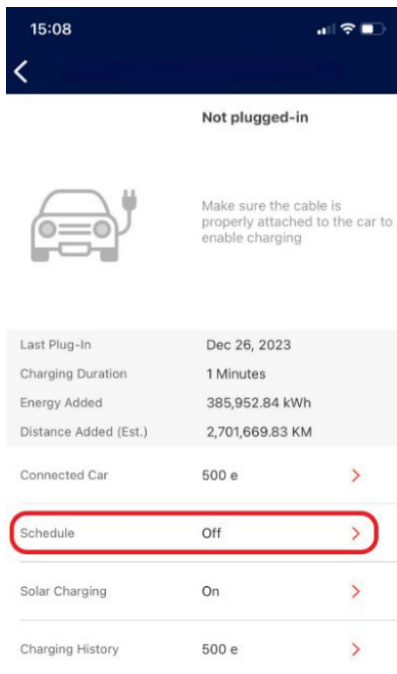 15:08
Not plugged-in
Make sure the cable is
properly attached to the car to
enable charging
Last Plug-In Dec 26, 2023
Charging Duration 1 Minutes
Energy Added 385,952.84 kWh
Distance Added (Est.) 2,701,669.83 KM
Connected Car 500 e
Schedule Off
Solar Charging On
Charging History 500 e